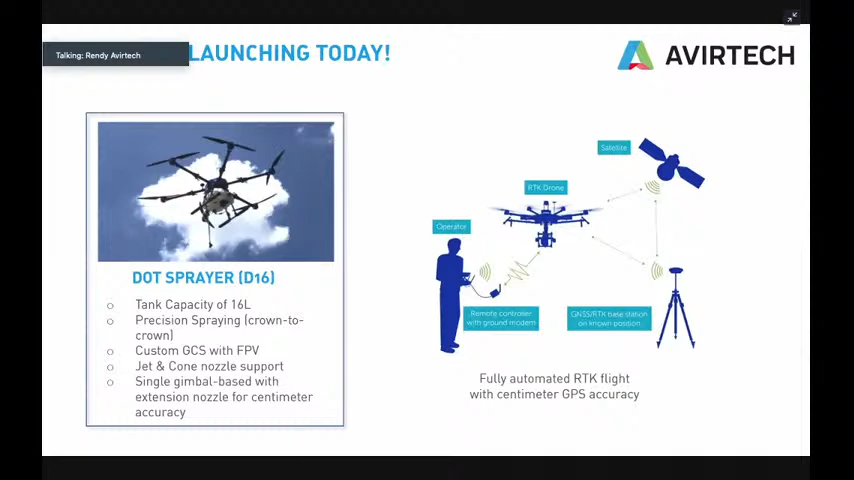 Talking: Rendy Avirtech
LAUNCHING TODAY!
AVIRTECH
DOT SPRAYER (D16)
o Tank Capacity of 16L
o Precision Spraying (crown-to-
crown)
o Custom GCS with FPV
o Jet & Cone nozzle support
o Single gimbal-based with
extension nozzle for centimeter
accuracy
Satellite
RTK Drone
Operator
Remote controller
with ground modem
GNSS/RTK base station
on known position
Fully automated RTK flight
with centimeter GPS accuracy